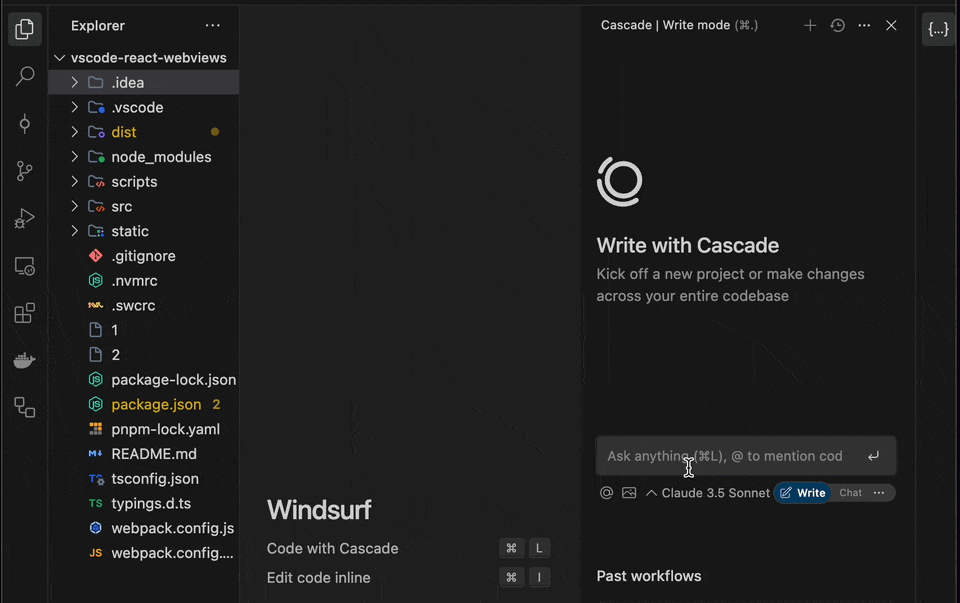 Explorer
vscode-react-webviews
.idea
.vscode
dist
node_modules
scripts
src
static
.gitignore
.nvmrc
.swcrc
1
2
package-lock.json
package.json 2
pnpm-lock.yaml
README.md
TS tsconfig.json
TS typings.d.ts
webpack.config.js
JS webpack.config....
Windsurf
Code with Cascade ⌘ L
Edit code inline ⌘ I
Cascade | Write mode (⌘.)
{...}
Write with Cascade
Kick off a new project or make changes
across your entire codebase
Ask anything (⌘L), @ to mention cod
@ Claude 3.5 Sonnet Write Chat ...
Past workflows